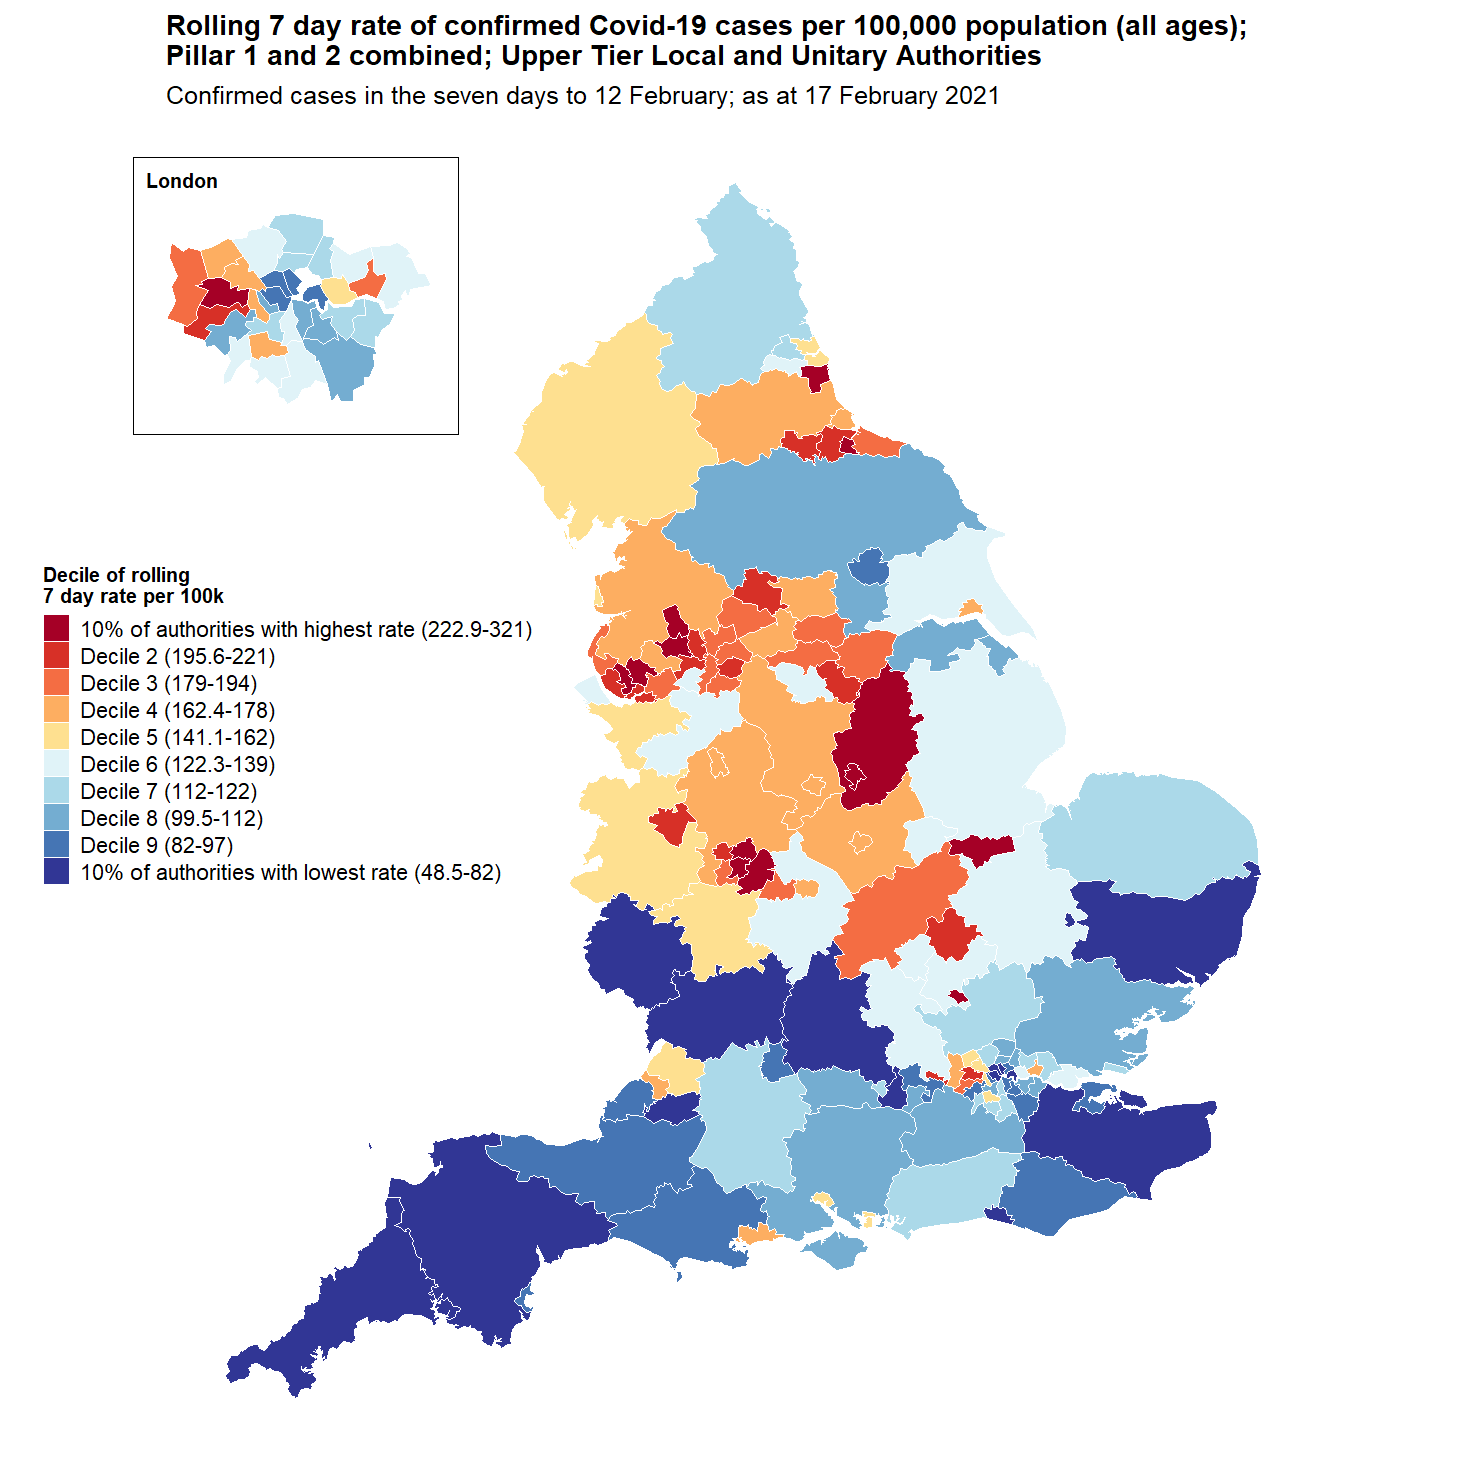 Rolling 7 day rate of confirmed Covid-19 cases per 100,000 population (all ages);
Pillar 1 and 2 combined; Upper Tier Local and Unitary Authorities
Confirmed cases in the seven days to 12 February; as at 17 February 2021
London
Decile of rolling
7 day rate per 100k
10% of authorities with highest rate (222.9-321)
Decile 2 (195.6-221)
Decile 3 (179-194)
Decile 4 (162.4-178)
Decile 5 (141.1-162)
Decile 6 (122.3-139)
Decile 7 (112-122)
Decile 8 (99.5-112)
Decile 9 (82-97)
10% of authorities with lowest rate (48.5-82)